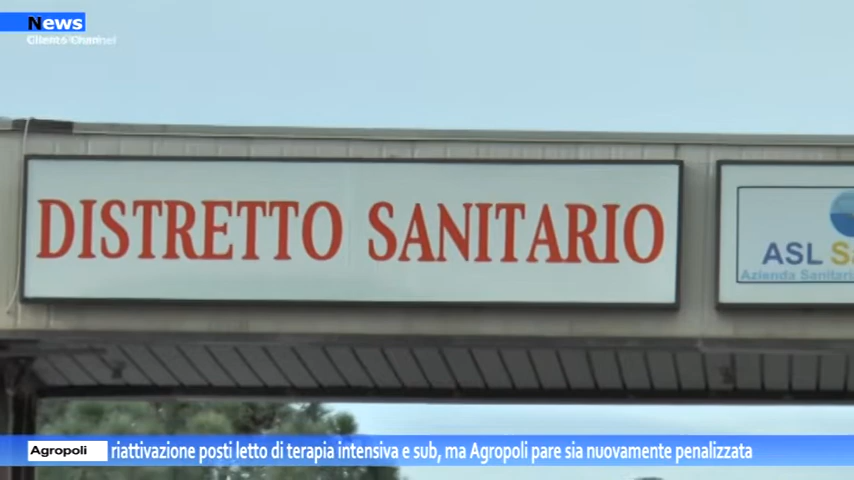 News
Cilento Channel
DISTRETTO SANITARIO
ASL
Azienda
Agropoli
riattivazione posti letto di terapia intensiva e sub, ma Agropoli pare sia nuovamente penalizzata